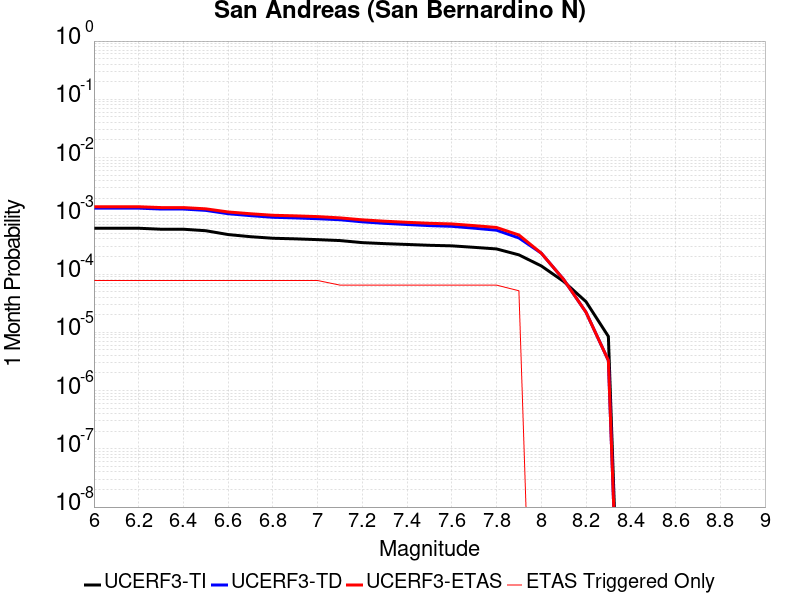 San Andreas (San Bernardino N)
10^0
10^-1
10^-2
10^-3
10^-4
10^-5
10^-6
10^-7
10^-8
1 Month Probability
6 6.2 6.4 6.6 6.8 7 7.2 7.4 7.6 7.8 8 8.2 8.4 8.6 8.8 9
Magnitude
UCERF3-TI UCERF3-TD UCERF3-ETAS ETAS Triggered Only